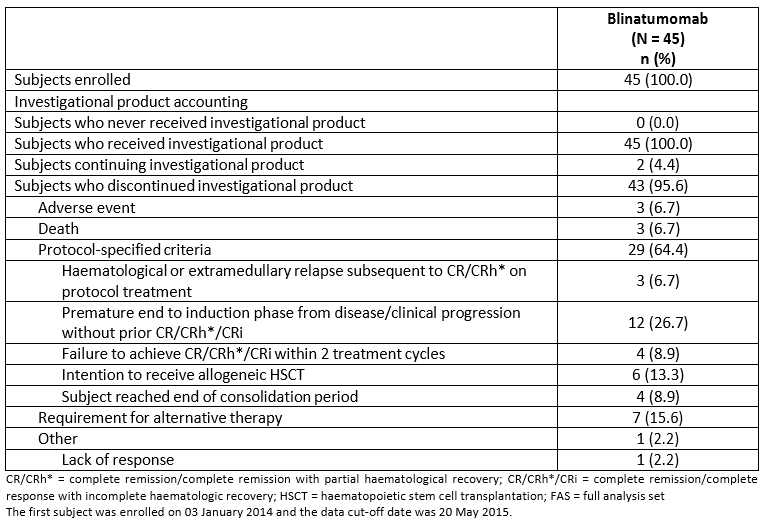 Blinatumomab
(N = 45)
n (%)
Subjects enrolled 45 (100.0)
Investigational product accounting
Subjects who never received investigational product 0 (0.0)
Subjects who received investigational product 45 (100.0)
Subjects continuing investigational product 2 (4.4)
Subjects who discontinued investigational product 43 (95.6)
Adverse event 3 (6.7)
Death 3 (6.7)
Protocol-specified criteria 29 (64.4)
Haematological or extramedullary relapse subsequent to CR/CRh* on
protocol treatment 3 (6.7)
Premature end to induction phase from disease/clinical progression
without prior CR/CRh*/CRi 12 (26.7)
Failure to achieve CR/CRh*/CRi within 2 treatment cycles 4 (8.9)
Intention to receive allogeneic HSCT 6 (13.3)
Subject reached end of consolidation period 4 (8.9)
Requirement for alternative therapy 7 (15.6)
Other 1 (2.2)
Lack of response 1 (2.2)
CR/CRh* = complete remission/complete remission with partial haematological recovery; CR/CRh*/CRi = complete remission/complete
response with incomplete haematologic recovery; HSCT = haematopoietic stem cell transplantation; FAS = full analysis set
The first subject was enrolled on 03 January 2014 and the data cut-off date was 20 May 2015.